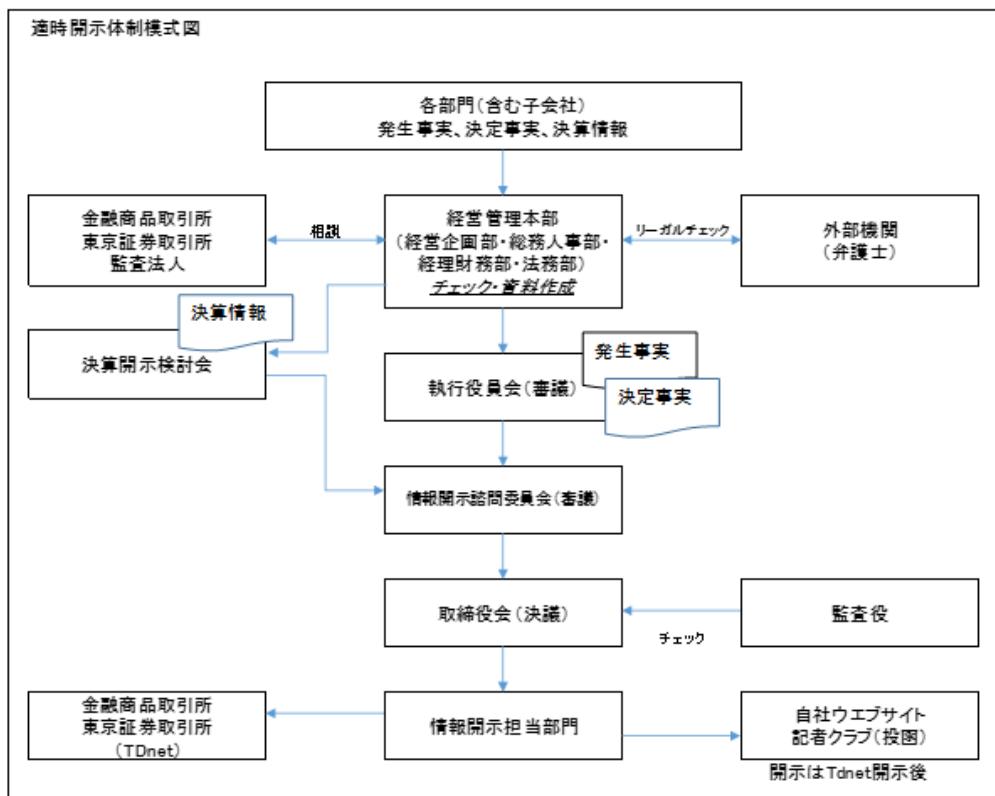 適時開示体制模式図
各部門（含む子会社）
発生事実、決定事実、決算情報
金融商品取引所
東京証券取引所
監査法人
相談
経営管理本部
（経営企画部・総務人事部・
経理財務部・法務部）
チェック・資料作成
リーガルチェック
外部機関
（弁護士）
決算情報
決算開示検討会
発生事実
執行役員会（審議）
決定事実
情報開示諮問委員会（審議）
取締役会（決議）
チェック
監査役
金融商品取引所
東京証券取引所
（TDnet）
情報開示担当部門
自社ウエブサイト
記者クラブ（投函）
開示はTdnet開示後